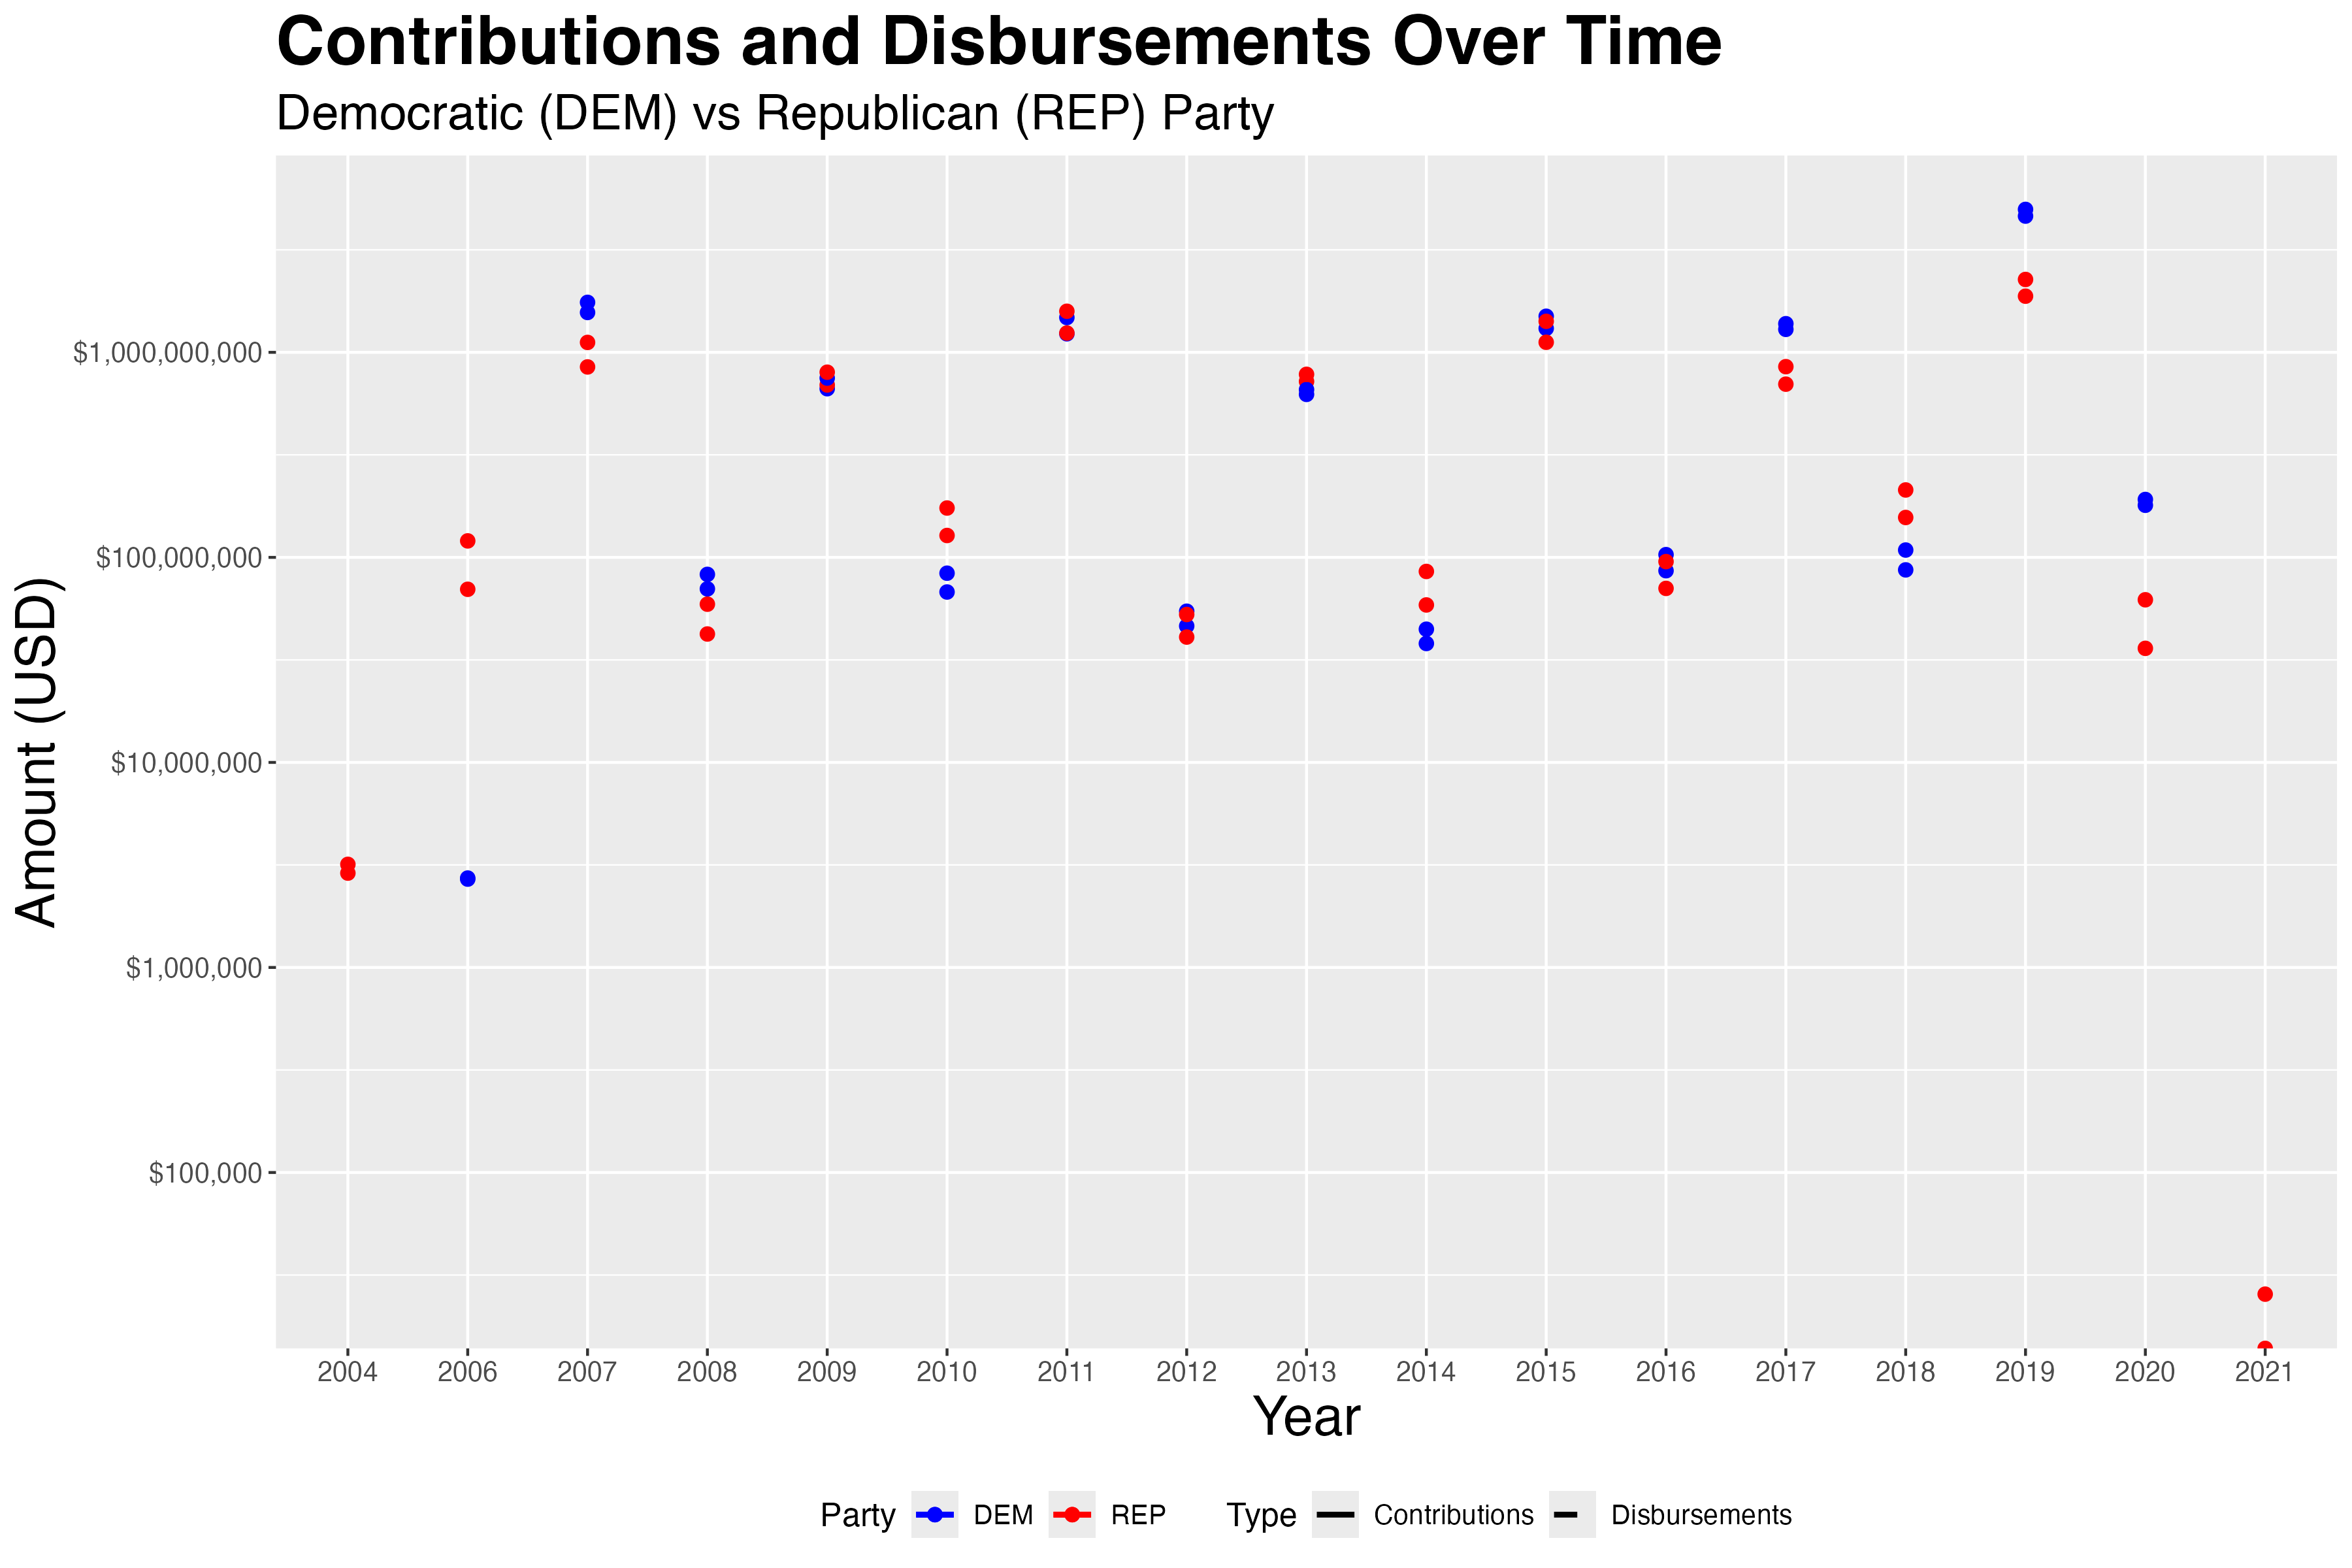 Contributions and Disbursements Over Time
Democratic (DEM) vs Republican (REP) Party
Amount (USD)
$1,000,000,000
$100,000,000
$10,000,000
$1,000,000
$100,000
2004 2006 2007 2008 2009 2010 2011 2012 2013 2014 2015 2016 2017 2018 2019 2020 2021
Year
Party DEM REP Type Contributions Disbursements